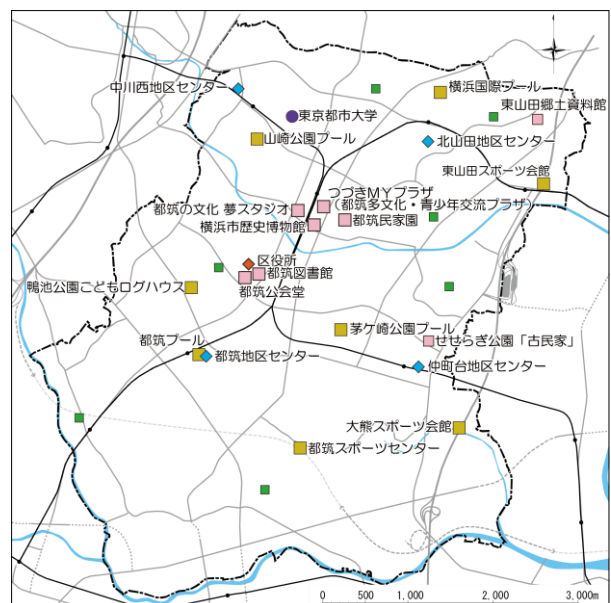 中川西地区センター
横浜国際プール
東山田郷土資料館
東京都市大学
山崎公園プール
北山田地区センター
東山田スポーツ会館
つづきMYプラザ
（都筑多文化・青少年交流プラザ）
都筑の文化 夢スタジオ
横浜市歴史博物館
都筑民家園
区役所
都筑図書館
都筑公会堂
鴨池公園こどもログハウス
茅ケ崎公園プール
せせらぎ公園「古民家」
都筑プール
都筑地区センター
仲町台地区センター
大熊スポーツ会館
都筑スポーツセンター
0 500 1,000 2,000 3,000m